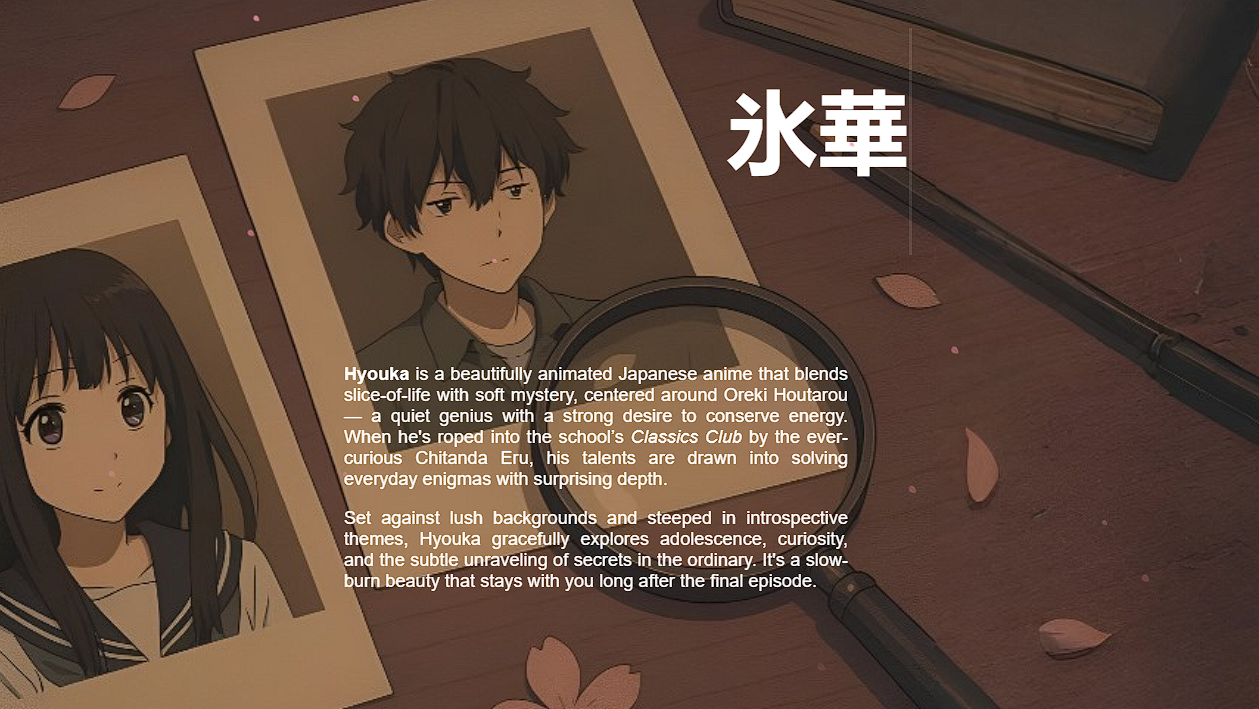 氷華
Hyouka is a beautifully animated Japanese anime that blends
slice-of-life with soft mystery, centered around Oreki Houtarou
— a quiet genius with a strong desire to conserve energy.
When he's roped into the school’s Classics Club by the ever-
curious Chitanda Eru, his talents are drawn into solving
everyday enigmas with surprising depth.
Set against lush backgrounds and steeped in introspective
themes, Hyouka gracefully explores adolescence, curiosity,
and the subtle unraveling of secrets in the ordinary. It's a slow-
burn beauty that stays with you long after the final episode.